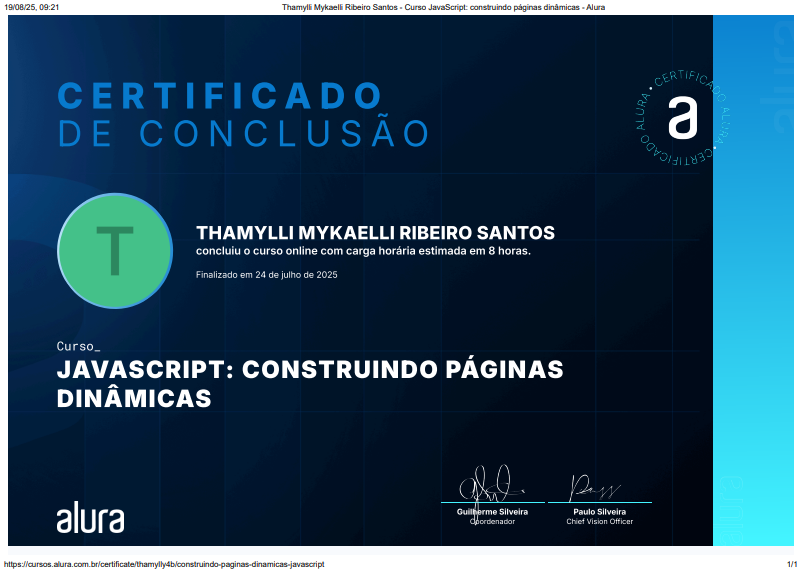 19/08/25, 09:21
Thamylli Mykaelli Ribeiro Santos - Curso JavaScript: construindo páginas dinâmicas - Alura
CERTIFICADO
DE CONCLUSÃO
CERTIFICADO ALURA • CERTIFICADO ALURA •
a
alura
T
THAMYLLI MYKAELLI RIBEIRO SANTOS
concluiu o curso online com carga horária estimada em 8 horas.
Finalizado em 24 de julho de 2025
Curso_
JAVASCRIPT: CONSTRUINDO PÁGINAS
DINÂMICAS
alura
Guilherme Silveira
Coordenador
Paulo Silveira
Chief Vision Officer
alura
https://cursos.alura.com.br/certificate/thamylly4b/construindo-paginas-dinamicas-javascript
1/1